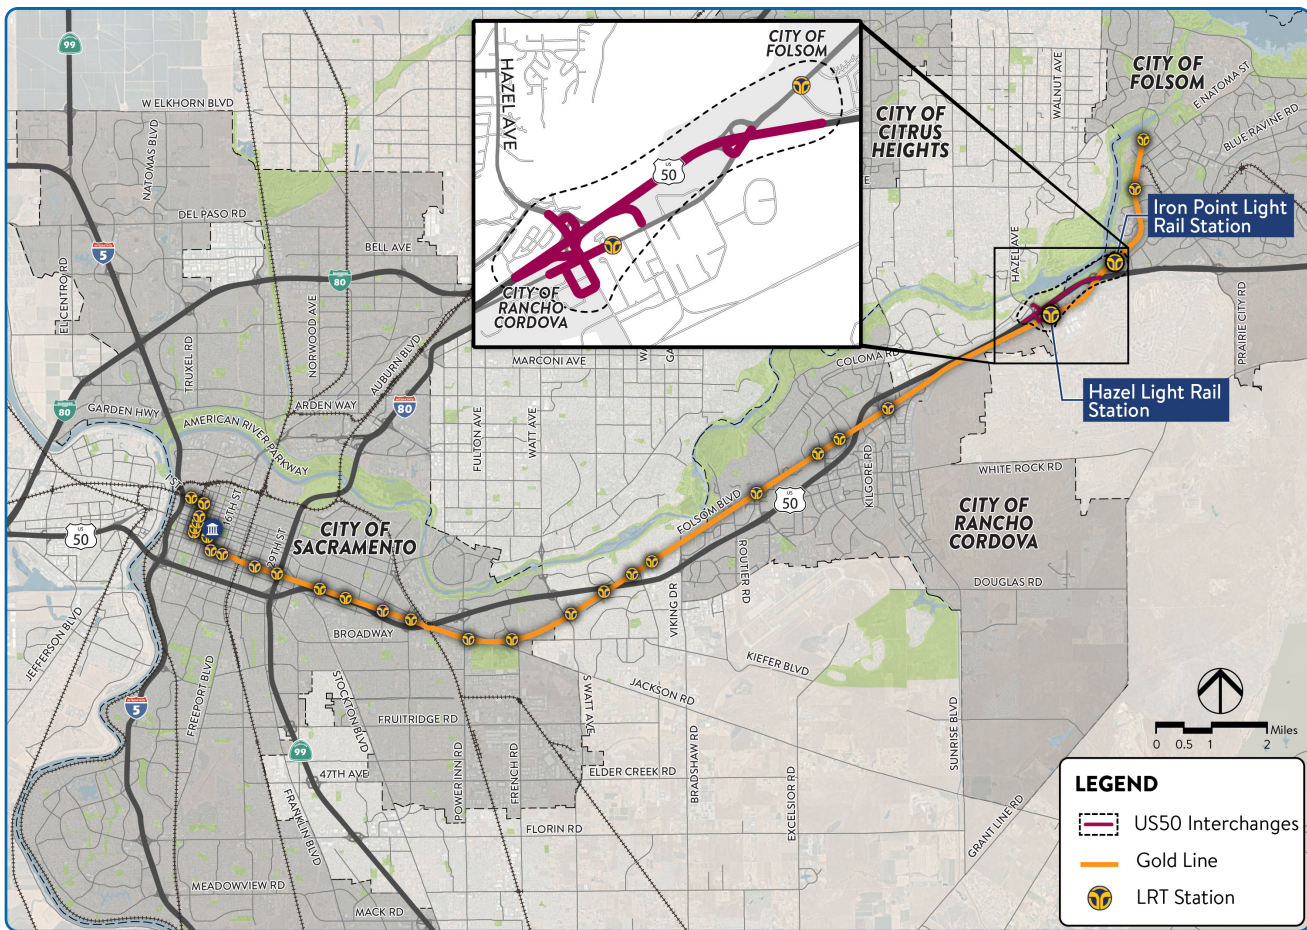 99
W ELKHORN BLVD
NATOMAS BLVD
DEL PASO RD
BELL AVE
5
80
EL CENTRO RD
TRUXEL RD
NORWOOD AVE
AUBURN BLVD
80
GARDEN HWY
ARDEN WAY
80
AMERICAN RIVER PARKWAY
MARCONI AVE
FULTON AVE
WATT AVE
HAZEL AVE
CITY OF
FOLSOM
US
50
CITY OF
RANCHO
CORDOVA
CITY OF
CITRUS
HEIGHTS
WALNUT AVE
CITY OF
FOLSOM
E NATOMA ST
BLUE RAVINE RD
Iron Point Light
Rail Station
HAZEL AVE
PRAIRIE CITY RD
COLOMA RD
Hazel Light Rail
Station
I ST
16TH ST
29TH ST
US
50
CITY OF
SACRAMENTO
FOLSOM BLVD
US
50
KILGORE RD
WHITE ROCK RD
CITY OF
RANCHO
CORDOVA
ROUTIER RD
DOUGLAS RD
VIKING DR
BROADWAY
JEFFERSON BLVD
FREEPORT BLVD
STOCKTON BLVD
KIEFER BLVD
JACKSON RD
S WATT AVE
5
FRUITRIDGE RD
99
47TH AVE
POWER INN RD
FRENCH RD
ELDER CREEK RD
BRADSHAW RD
EXCELSIOR RD
SUNRISE BLVD
FRANKLIN BLVD
FLORIN RD
GRANT LINE RD
MEADOWVIEW RD
MACK RD
0 0.5 1 2 Miles
LEGEND
US50 Interchanges
Gold Line
LRT Station